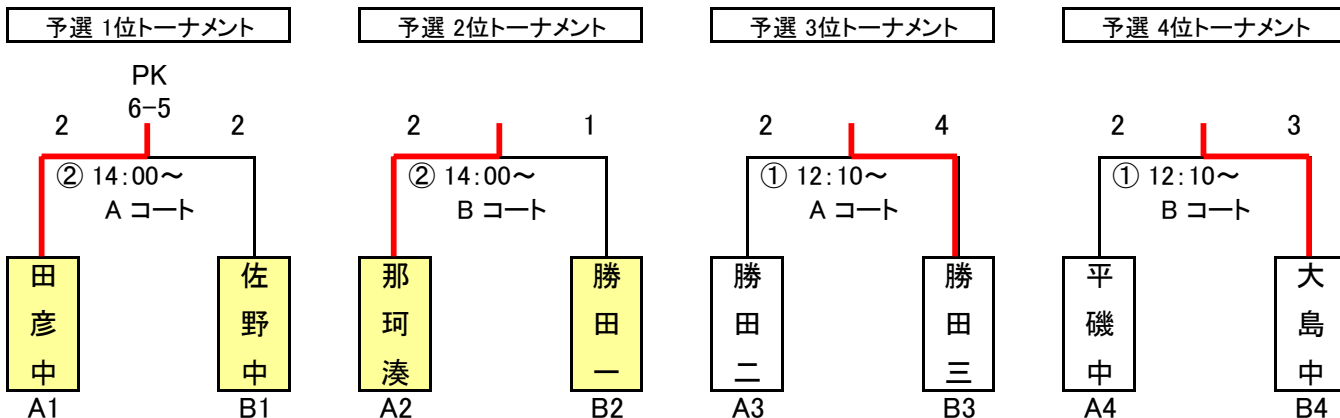 予選 1位トーナメント
PK
6-5
2
2
② 14:00～
A コート
田彦中
佐野中
A1
B1
予選 2位トーナメント
2
1
② 14:00～
B コート
那珂湊
勝田一
A2
B2
予選 3位トーナメント
2
4
① 12:10～
A コート
勝田二
勝田三
A3
B3
予選 4位トーナメント
2
3
① 12:10～
B コート
平磯中
大島中
A4
B4